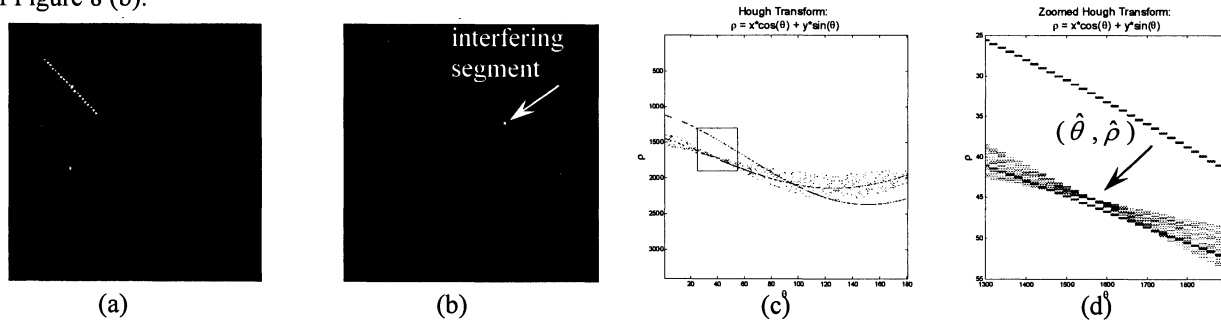 of Figure 8 (b).
interfering
segment
(a)
(b)
Hough Transform:
ρ = x*cos(θ) + y*sin(θ)
500
1000
1500
2000
2500
3000
ρ
20 40 60 80 100 120 140 160 180
θ
(c)
Zoomed Hough Transform:
ρ = x*cos(θ) + y*sin(θ)
25
30
35
40
45
50
55
ρ
(θ̂, ρ̂)
1300 1400 1500 1600 1700 1800
θ
(d)